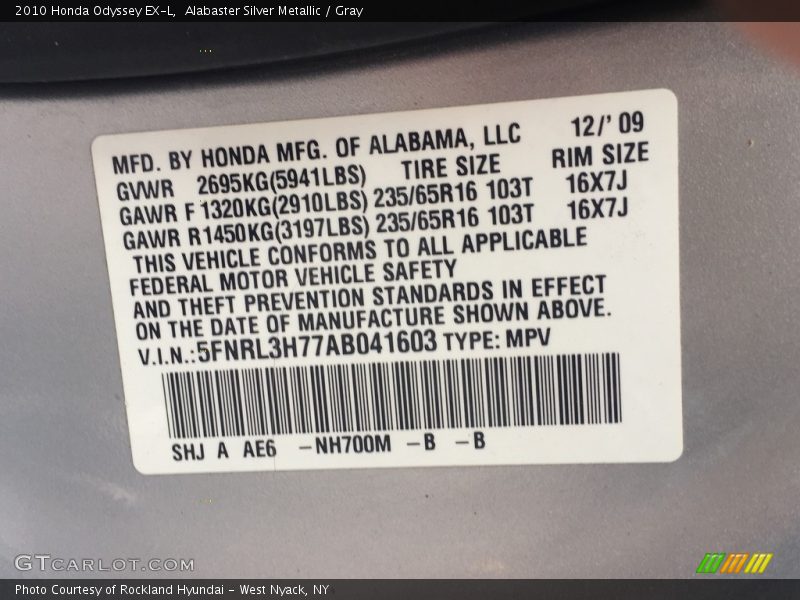 2010 Honda Odyssey EX-L, Alabaster Silver Metallic / Gray
MFD. BY HONDA MFG. OF ALABAMA, LLC 12/' 09
GVWR 2695KG(5941LBS) TIRE SIZE RIM SIZE
GAWR F 1320KG(2910LBS) 235/65R16 103T 16X7J
GAWR R1450KG(3197LBS) 235/65R16 103T 16X7J
THIS VEHICLE CONFORMS TO ALL APPLICABLE
FEDERAL MOTOR VEHICLE SAFETY
AND THEFT PREVENTION STANDARDS IN EFFECT
ON THE DATE OF MANUFACTURE SHOWN ABOVE.
V.I.N.:5FNRL3H77AB041603 TYPE: MPV
SHJ A AE6 -NH700M -B -B
GTCARLOT.COM
Photo Courtesy of Rockland Hyundai - West Nyack, NY